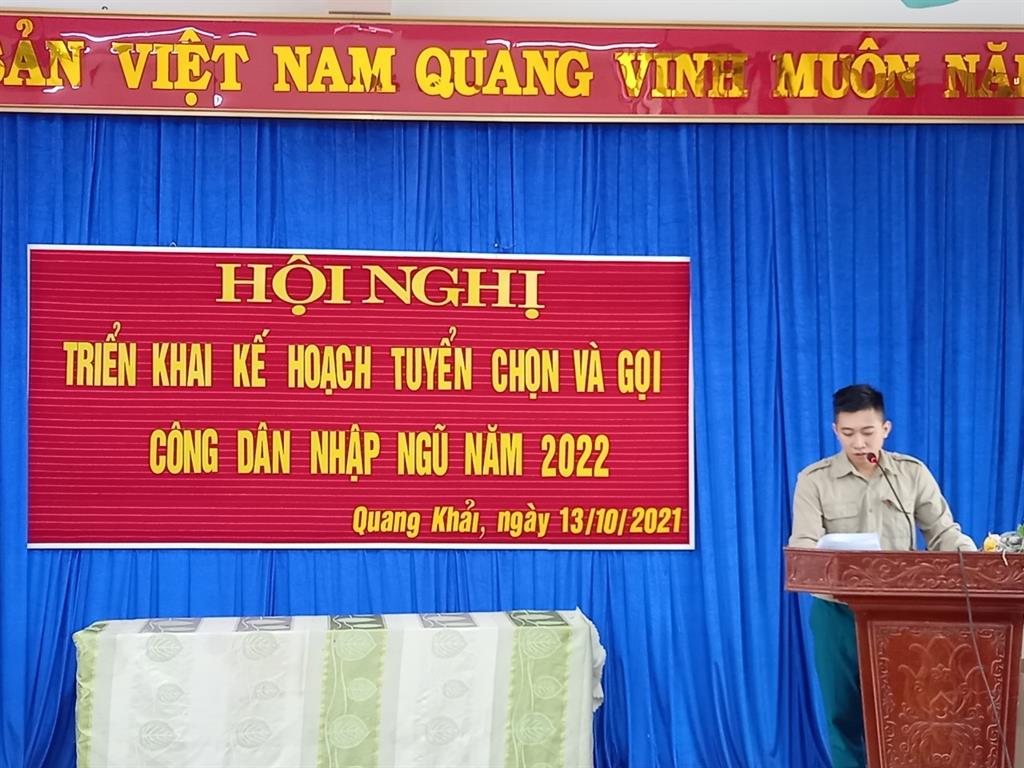 VIỆT NAM QUANG VINH MUÔN
HỘI NGHỊ
TRIỂN KHAI KẾ HOẠCH TUYỂN CHỌN VÀ GỌI
CÔNG DÂN NHẬP NGŨ NĂM 2022
Quang Khải, ngày 13/10/2021